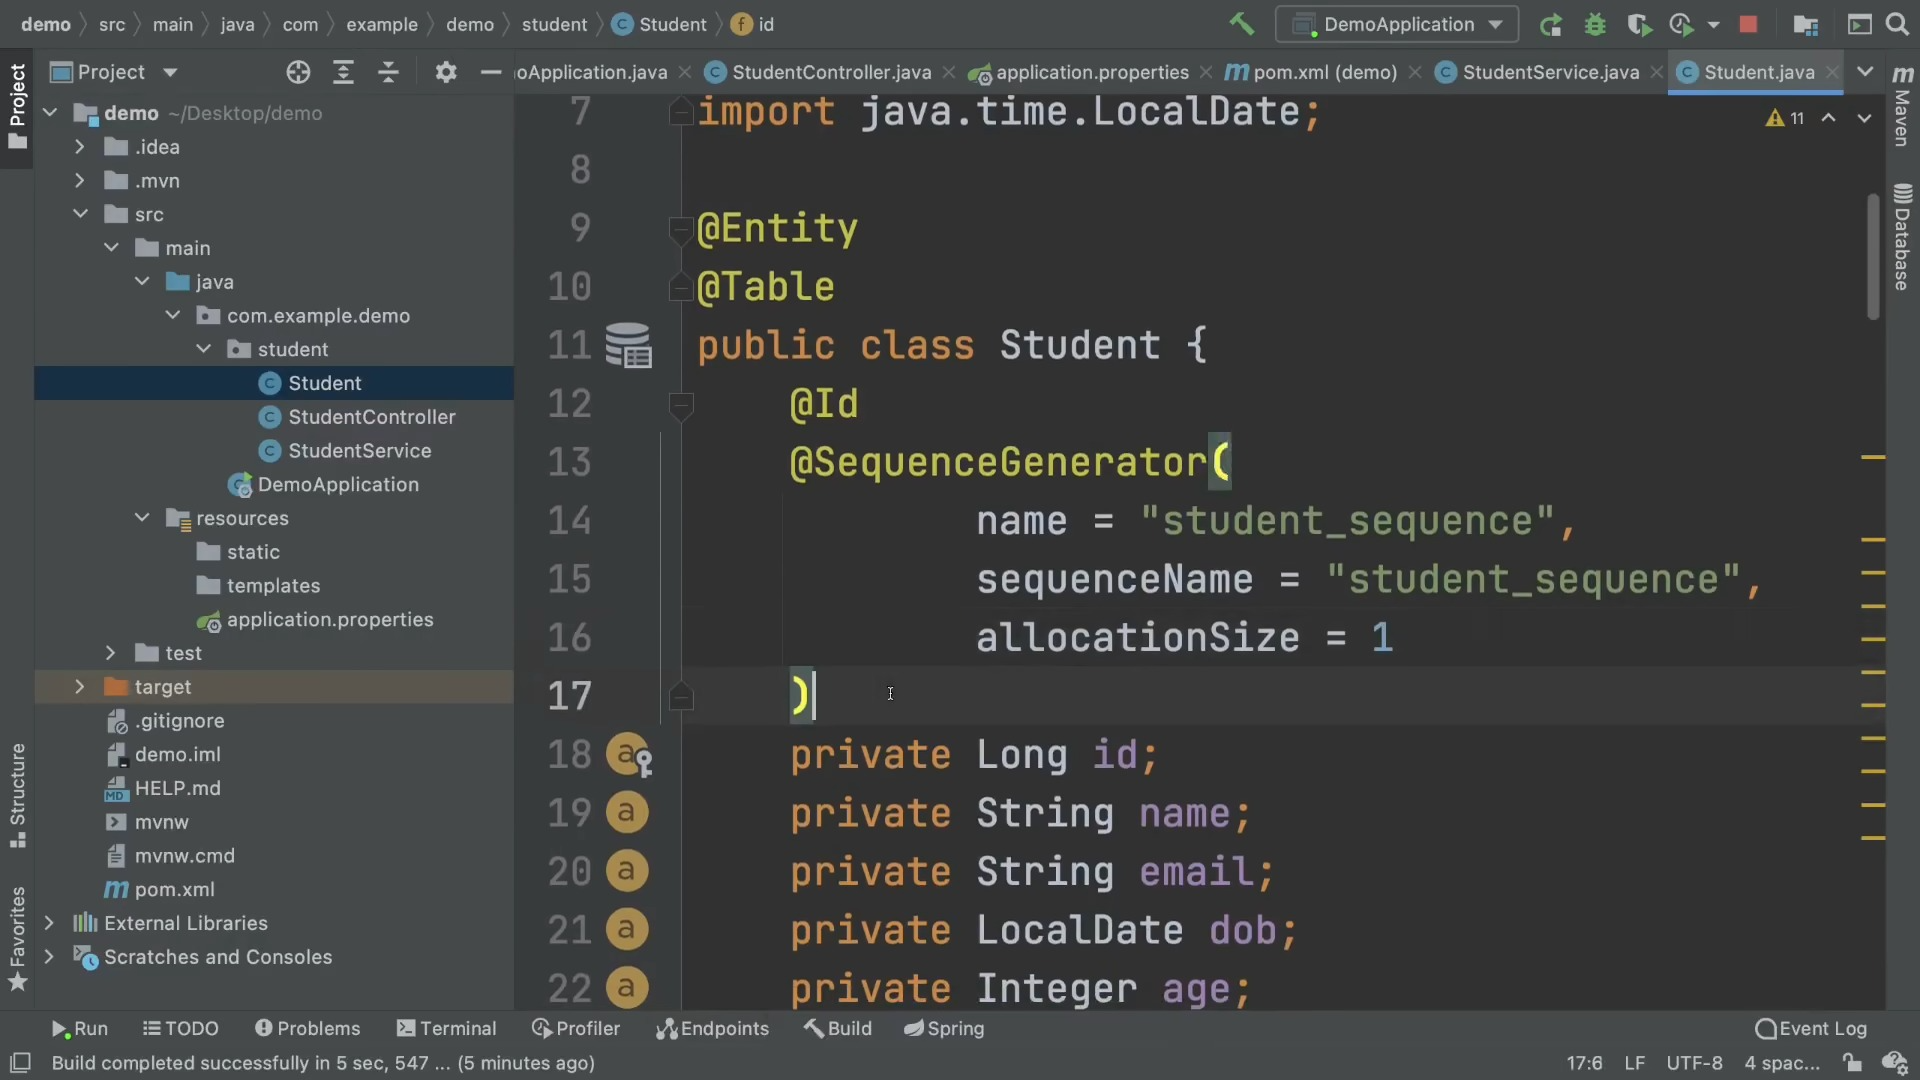 demo src main java com example demo student Student id
DemoApplication
Project
oApplication.java StudentController.java application.properties pom.xml (demo) StudentService.java Student.java
demo ~/Desktop/demo
.idea
.mvn
src
main
java
com.example.demo
student
Student
StudentController
StudentService
DemoApplication
resources
static
templates
application.properties
test
target
.gitignore
demo.iml
HELP.md
mvnw
mvnw.cmd
pom.xml
External Libraries
Scratches and Consoles
Project
Structure
Favorites
11
7 import java.time.LocalDate;
8
9 @Entity
10 @Table
11 public class Student {
12 @Id
13 @SequenceGenerator(
14 name = "student_sequence",
15 sequenceName = "student_sequence",
16 allocationSize = 1
17 )
18 private Long id;
19 private String name;
20 private String email;
21 private LocalDate dob;
22 private Integer age;
Maven
Database
Run TODO Problems Terminal Profiler Endpoints Build Spring Event Log
Build completed successfully in 5 sec, 547 ... (5 minutes ago) 17:6 LF UTF-8 4 spac...